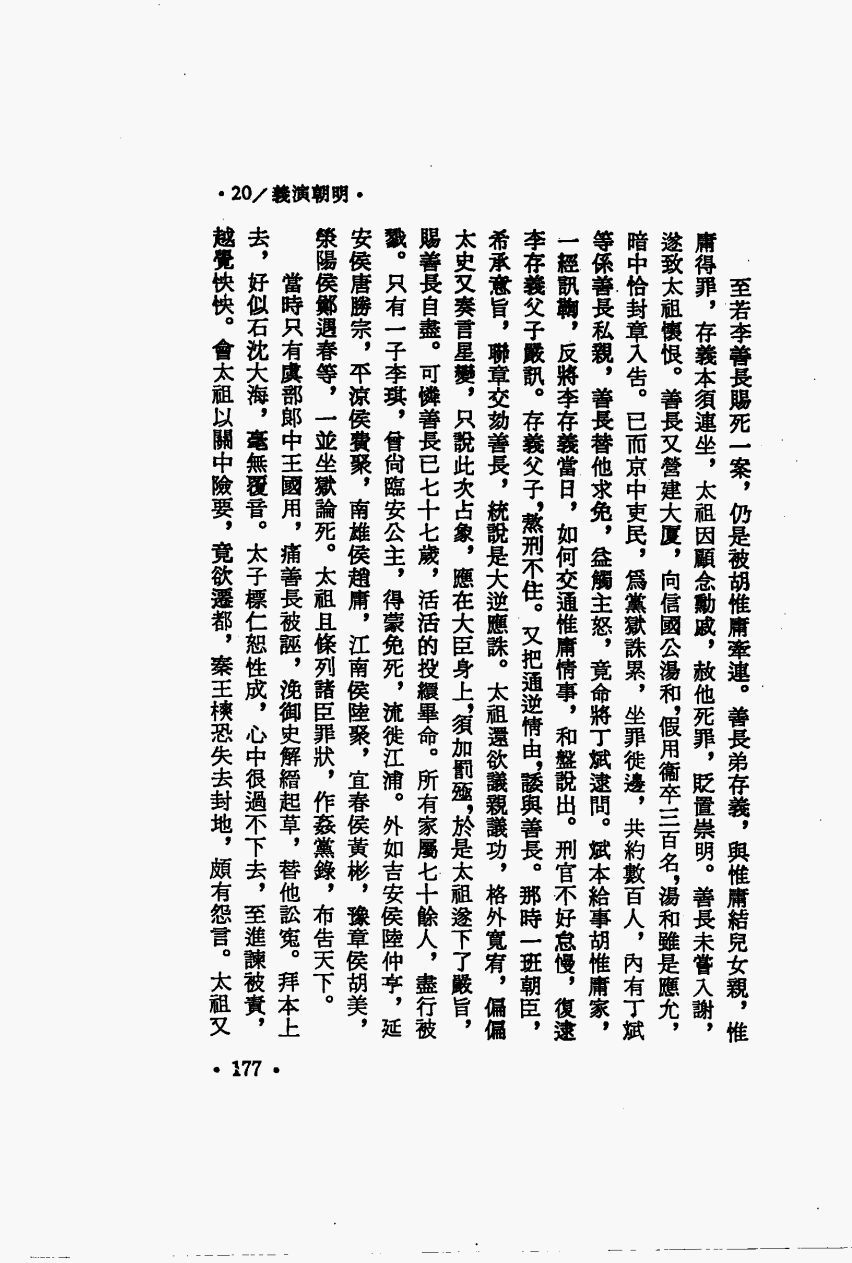 ·20/義演朝明·
至若李善長賜死一案，仍是被胡惟庸牽連。善長弟存義，與惟庸結兒女親，惟
庸得罪，存義本須連坐，太祖因顧念勳戚，赦他死罪，貶置崇明。善長未嘗入謝，
遂致太祖懷恨。善長又營建大厦，向信國公湯和，假用衞卒三百名，湯和雖是應允，
暗中恰封章入告。已而京中吏民，爲黨獄誅累，坐罪徙邊，共約數百人，內有丁斌
等係善長私親，善長替他求免，益觸主怒，竟命將丁斌逮問。斌本給事胡惟庸家，
一經訊鞫，反將李存義當日，如何交通惟庸情事，和盤說出。刑官不好怠慢，復逮
李存義父子嚴訊。存義父子，熬刑不住。又把通逆情由，諉與善長。那時一班朝臣，
希承意旨，聯章交劾善長，統說是大逆應誅。太祖還欲議親議功，格外寬宥，偏偏
太史又奏言星變，只說此次占象，應在大臣身上，須加罰殛，於是太祖遂下了嚴旨，
賜善長自盡。可憐善長已七十七歲，活活的投繯畢命。所有家屬七十餘人，盡行被
戮。只有一子李琪，曾尙臨安公主，得蒙免死，流徙江浦。外如吉安侯陸仲亨，延
安侯唐勝宗，平涼侯費聚，南雄侯趙庸，江南侯陸聚，宜春侯黃彬，豫章侯胡美，
滎陽侯鄭遇春等，一並坐獄論死。太祖且條列諸臣罪狀，作姦黨錄，布告天下。
當時只有虞部郎中王國用，痛善長被誣，浼御史解縉起草，替他訟寃。拜本上
去，好似石沈大海，毫無覆音。太子標仁恕性成，心中很過不下去，至進諫被責，
越覺怏怏。會太祖以關中險要，竟欲遷都，秦王樉恐失去封地，頗有怨言。太祖又
·177·